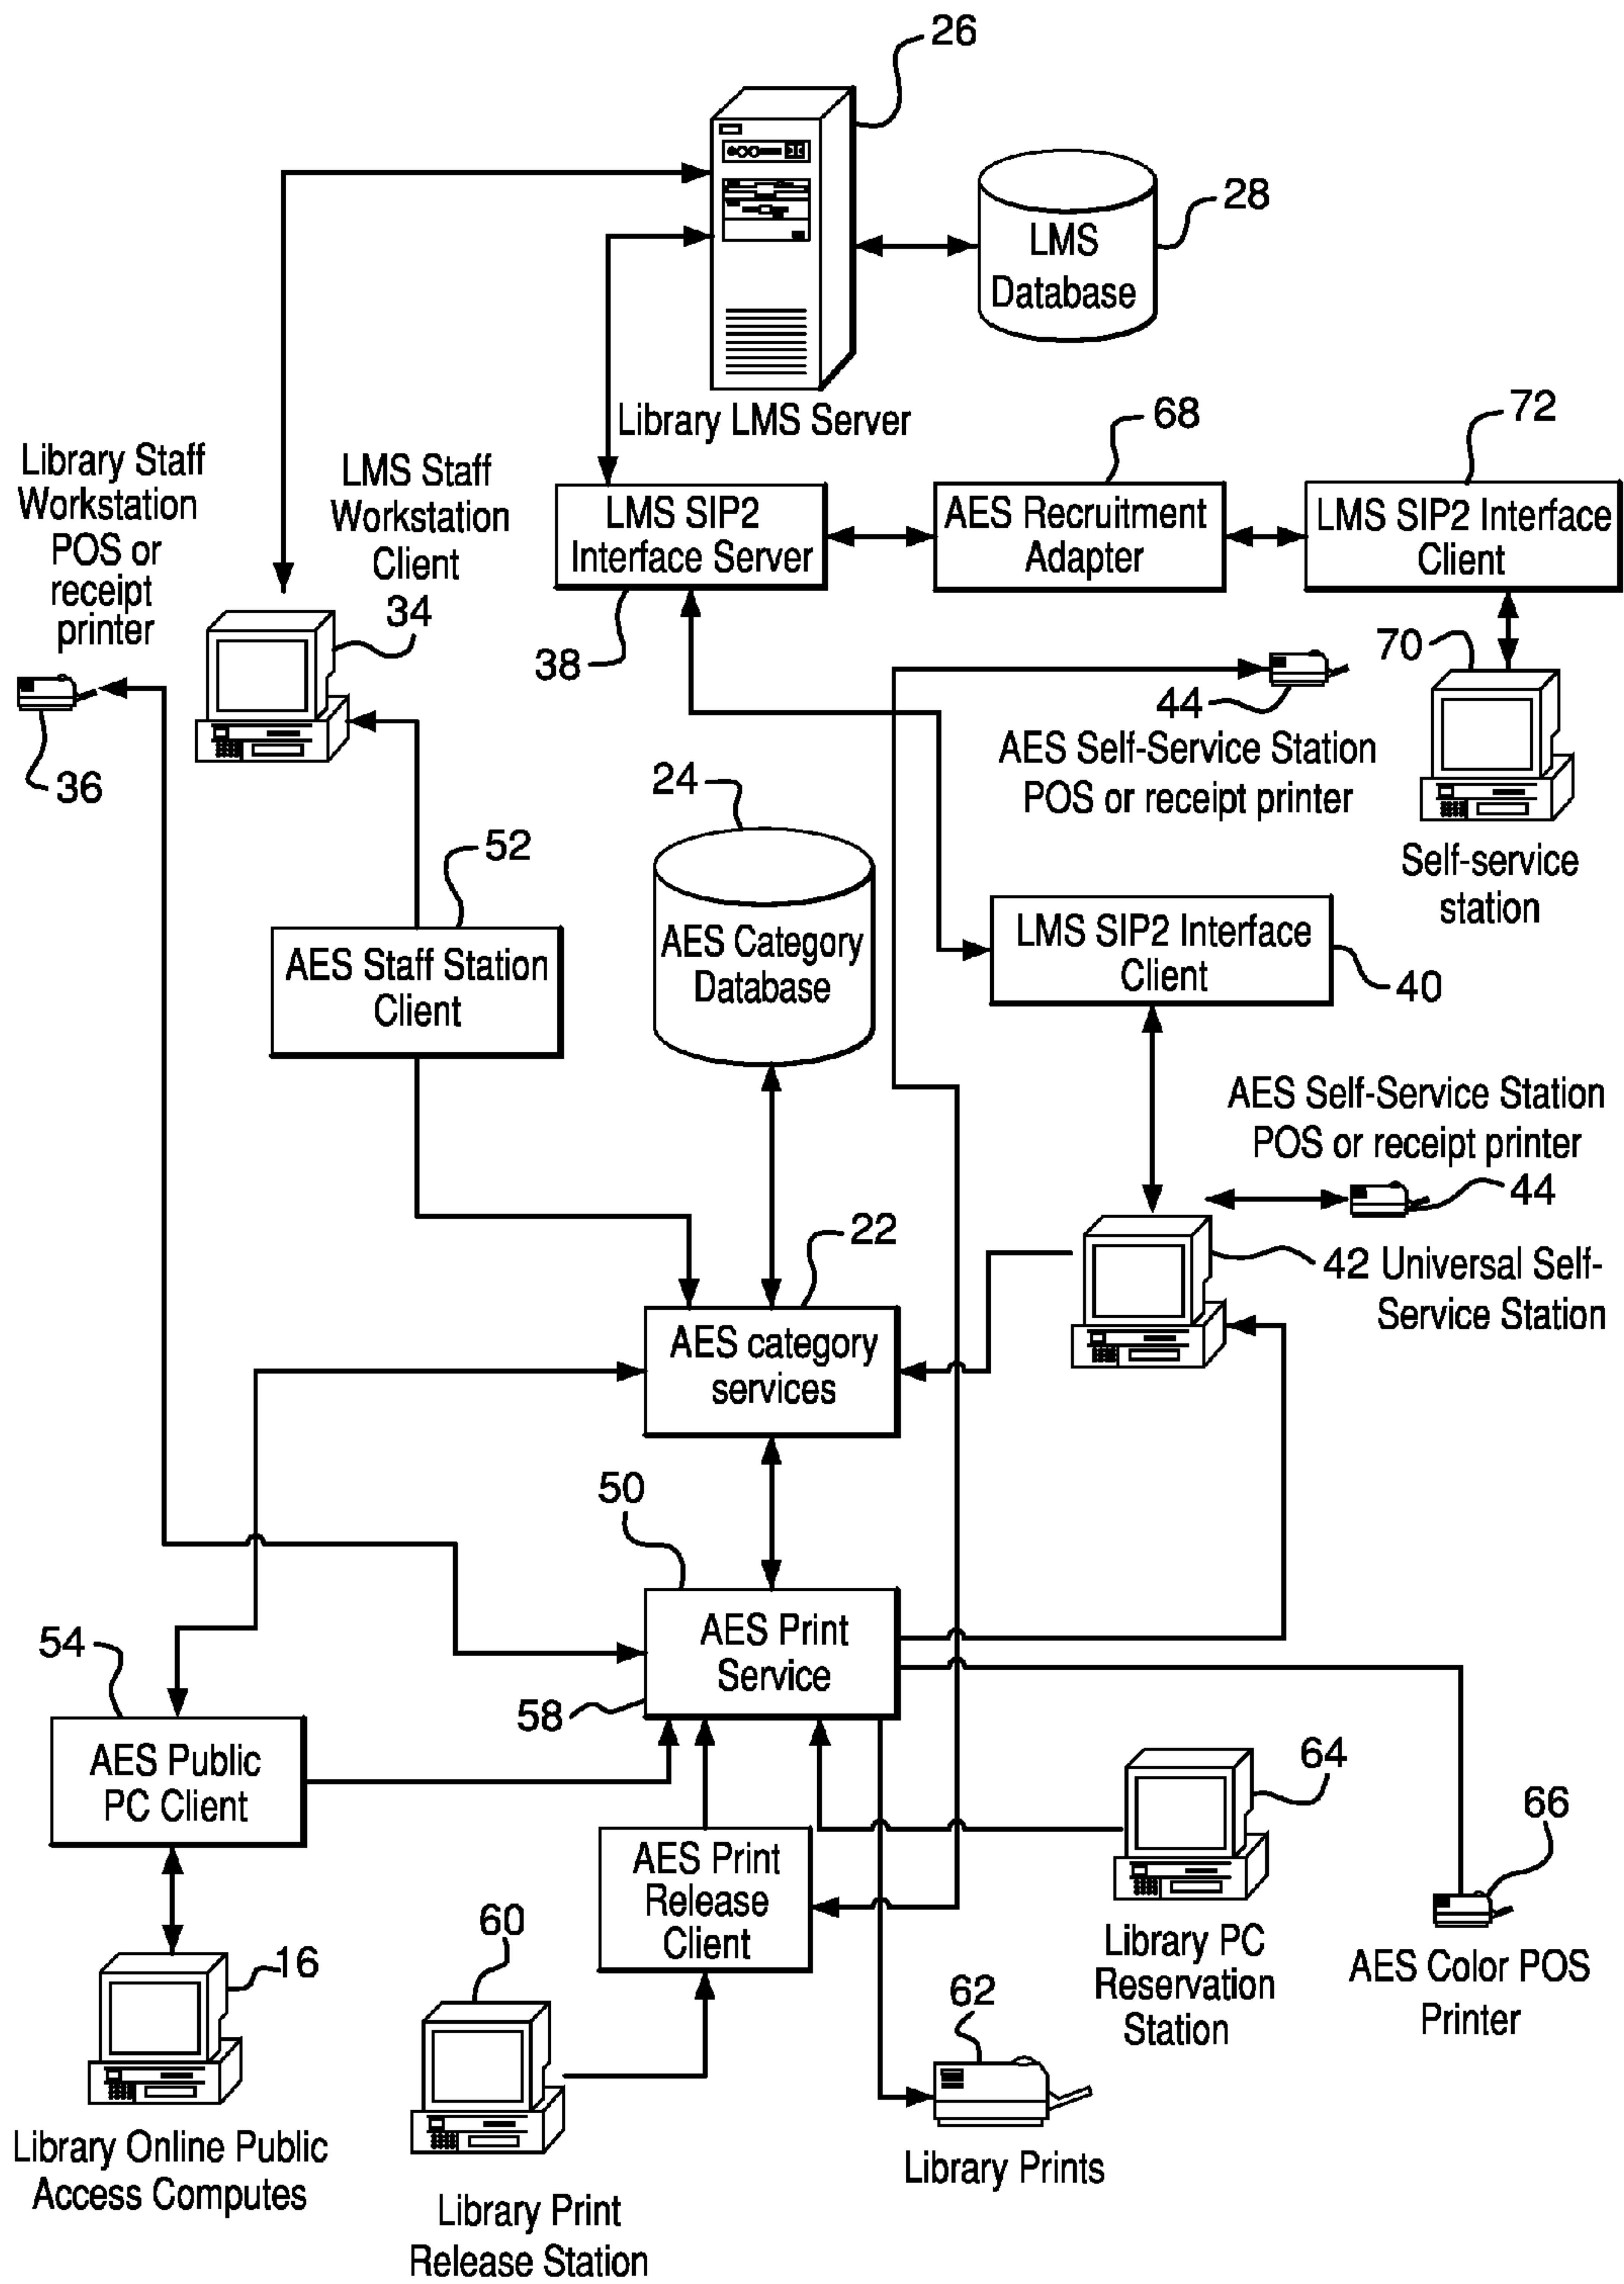 26
28
LMS
Database
Library LMS Server
68
72
Library Staff
Workstation
POS or
receipt
printer
LMS Staff
Workstation
Client
34
LMS SIP2
Interface Server
AES Recruitment
Adapter
LMS SIP2 Interface
Client
38
70
44
AES Self-Service Station
POS or receipt printer
36
24
Self-service
station
52
AES Category
Database
LMS SIP2 Interface
Client
40
AES Staff Station
Client
AES Self-Service Station
POS or receipt printer
44
22
42 Universal Self-
Service Station
AES category
services
50
AES Print
Service
54
58
AES Public
PC Client
64
66
AES Print
Release
Client
60
16
Library PC
Reservation
Station
AES Color POS
Printer
62
Library Online Public
Access Computes
Library Prints
Library Print
Release Station